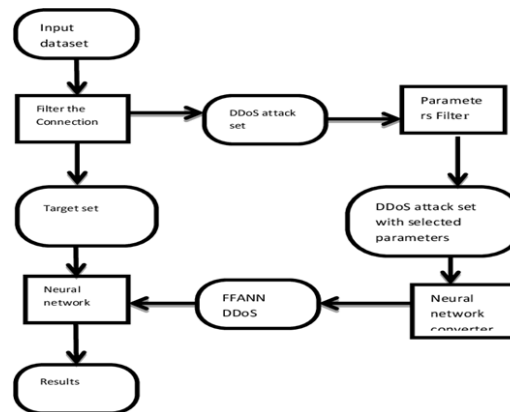 Input
dataset
Filter the
Connection
DDoS attack
set
Paramete
rs Filter
Target set
DDoS attack set
with selected
parameters
Neural
network
FFANN
DDoS
Neural
network
converter
Results